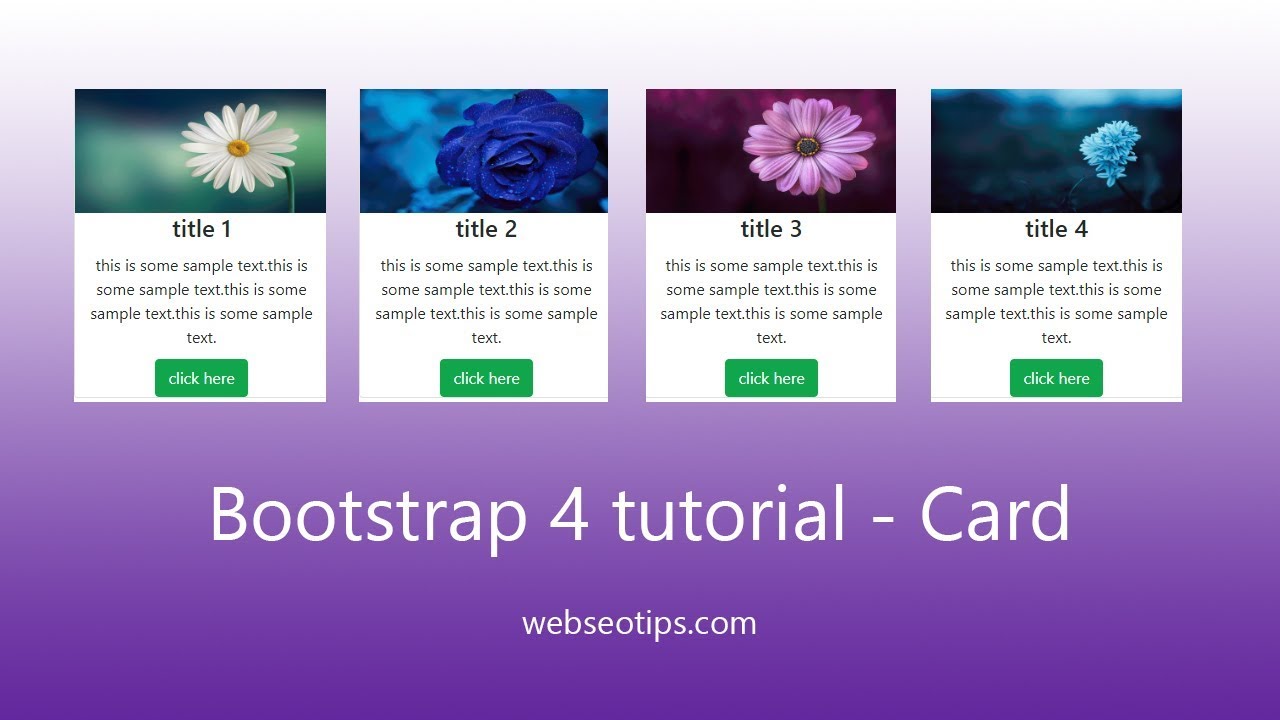 title 1
this is some sample text.this is
some sample text.this is some
sample text.this is some sample
text.
click here
title 2
this is some sample text.this is
some sample text.this is some
sample text.this is some sample
text.
click here
title 3
this is some sample text.this is
some sample text.this is some
sample text.this is some sample
text.
click here
title 4
this is some sample text.this is
some sample text.this is some
sample text.this is some sample
text.
click here
Bootstrap 4 tutorial - Card
webseotips.com